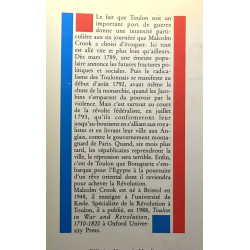 Le fait que Toulon soit un
important port de guerre
donne une intensité parti-
culière aux six journées que Malcolm
Crook a choisi d'évoquer. Ici tout
est allé vite et plus loin qu'ailleurs.
Dès mars 1789, une émeute popu-
laire annonce les futures fractures poli-
tiques et sociales. Puis le radica-
lisme des Toulonnais se manifeste au
début d'août 1792, avant même la
chute de la monarchie, quand les Jaco-
bins s'emparent du pouvoir par la
violence. Mais c'est surtout au cours
de la révolte fédéraliste, en juillet
1793, qu'ils confirmeront leur
jusqu'au-boutisme en s'alliant aux roya-
listes et en livrant leur ville aux An-
glais, contre le gouvernement monta-
gnard de Paris. Quand, six mois plus
tard, les républicains reprendront la
ville, la répression sera terrible. Enfin,
c'est de Toulon que Bonaparte s'em-
barque pour l'Égypte à la poursuite
d'un rêve oriental dont il reviendra
pour achever la Révolution.
Malcolm Crook est né à Bristol en
1948, il enseigne à l'université de
Keele. Spécialiste de la Révolution à
Toulon, il a publié, en 1988, Toulon
in War and Revolution,
1710-1820 à Oxford Univer-
sity Press.